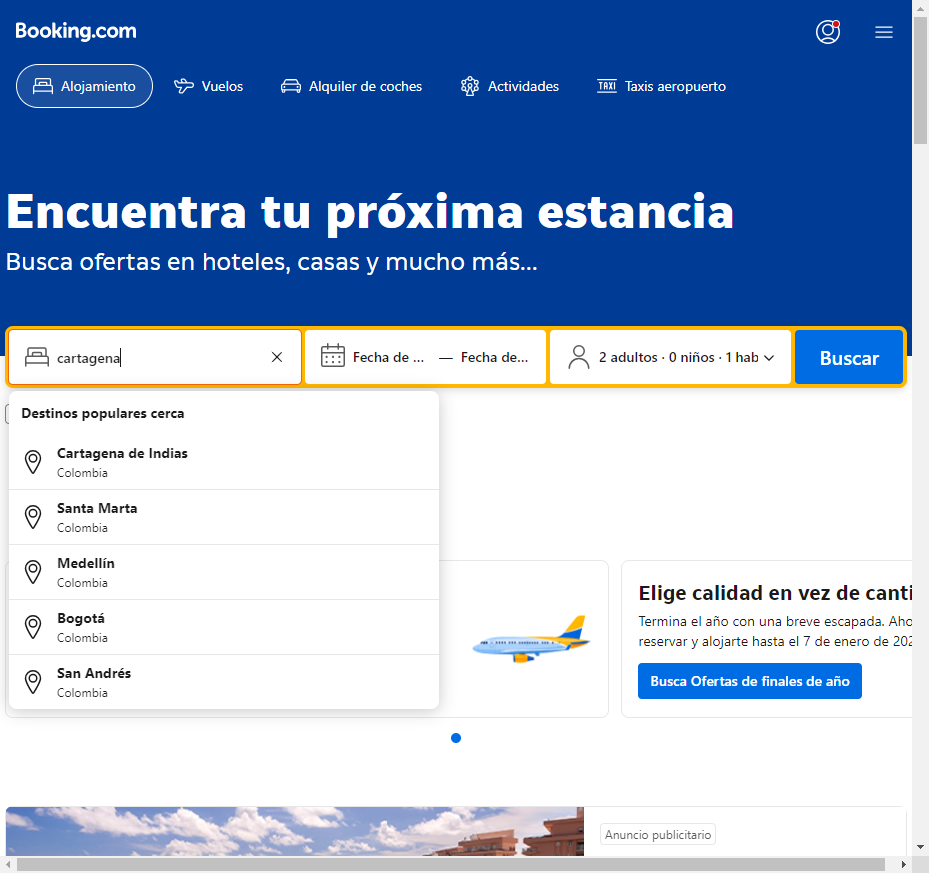 Booking.com
Alojamiento
Vuelos
Alquiler de coches
Actividades
TAXI Taxis aeropuerto
Encuentra tu próxima estancia
Busca ofertas en hoteles, casas y mucho más...
cartagena
Fecha de ... — Fecha de...
2 adultos · 0 niños · 1 hab
Buscar
Destinos populares cerca
Cartagena de Indias
Colombia
Santa Marta
Colombia
Medellín
Colombia
Bogotá
Colombia
San Andrés
Colombia
Elige calidad en vez de canti
Termina el año con una breve escapada. Aho
reservar y alojarte hasta el 7 de enero de 202
Busca Ofertas de finales de año
Anuncio publicitario